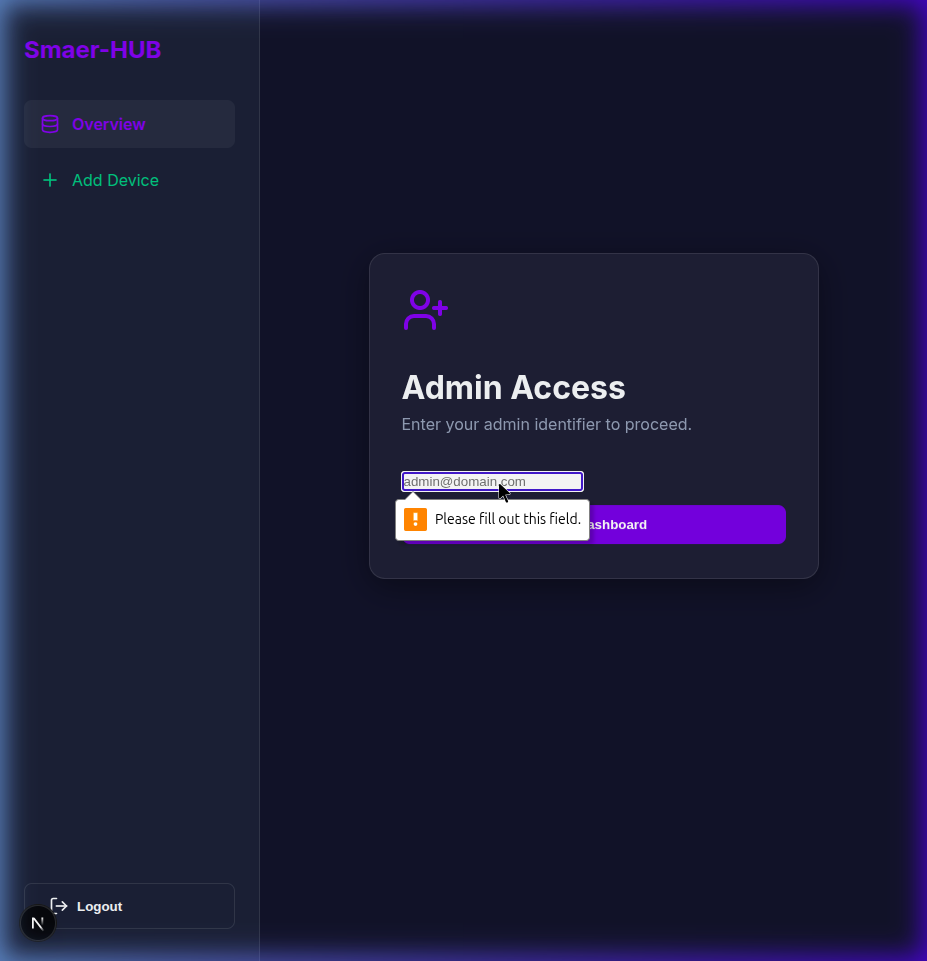 Smaer-HUB
Overview
Add Device
Admin Access
Enter your admin identifier to proceed.
admin@domain.com
Please fill out this field.
ashboard
Logout
N